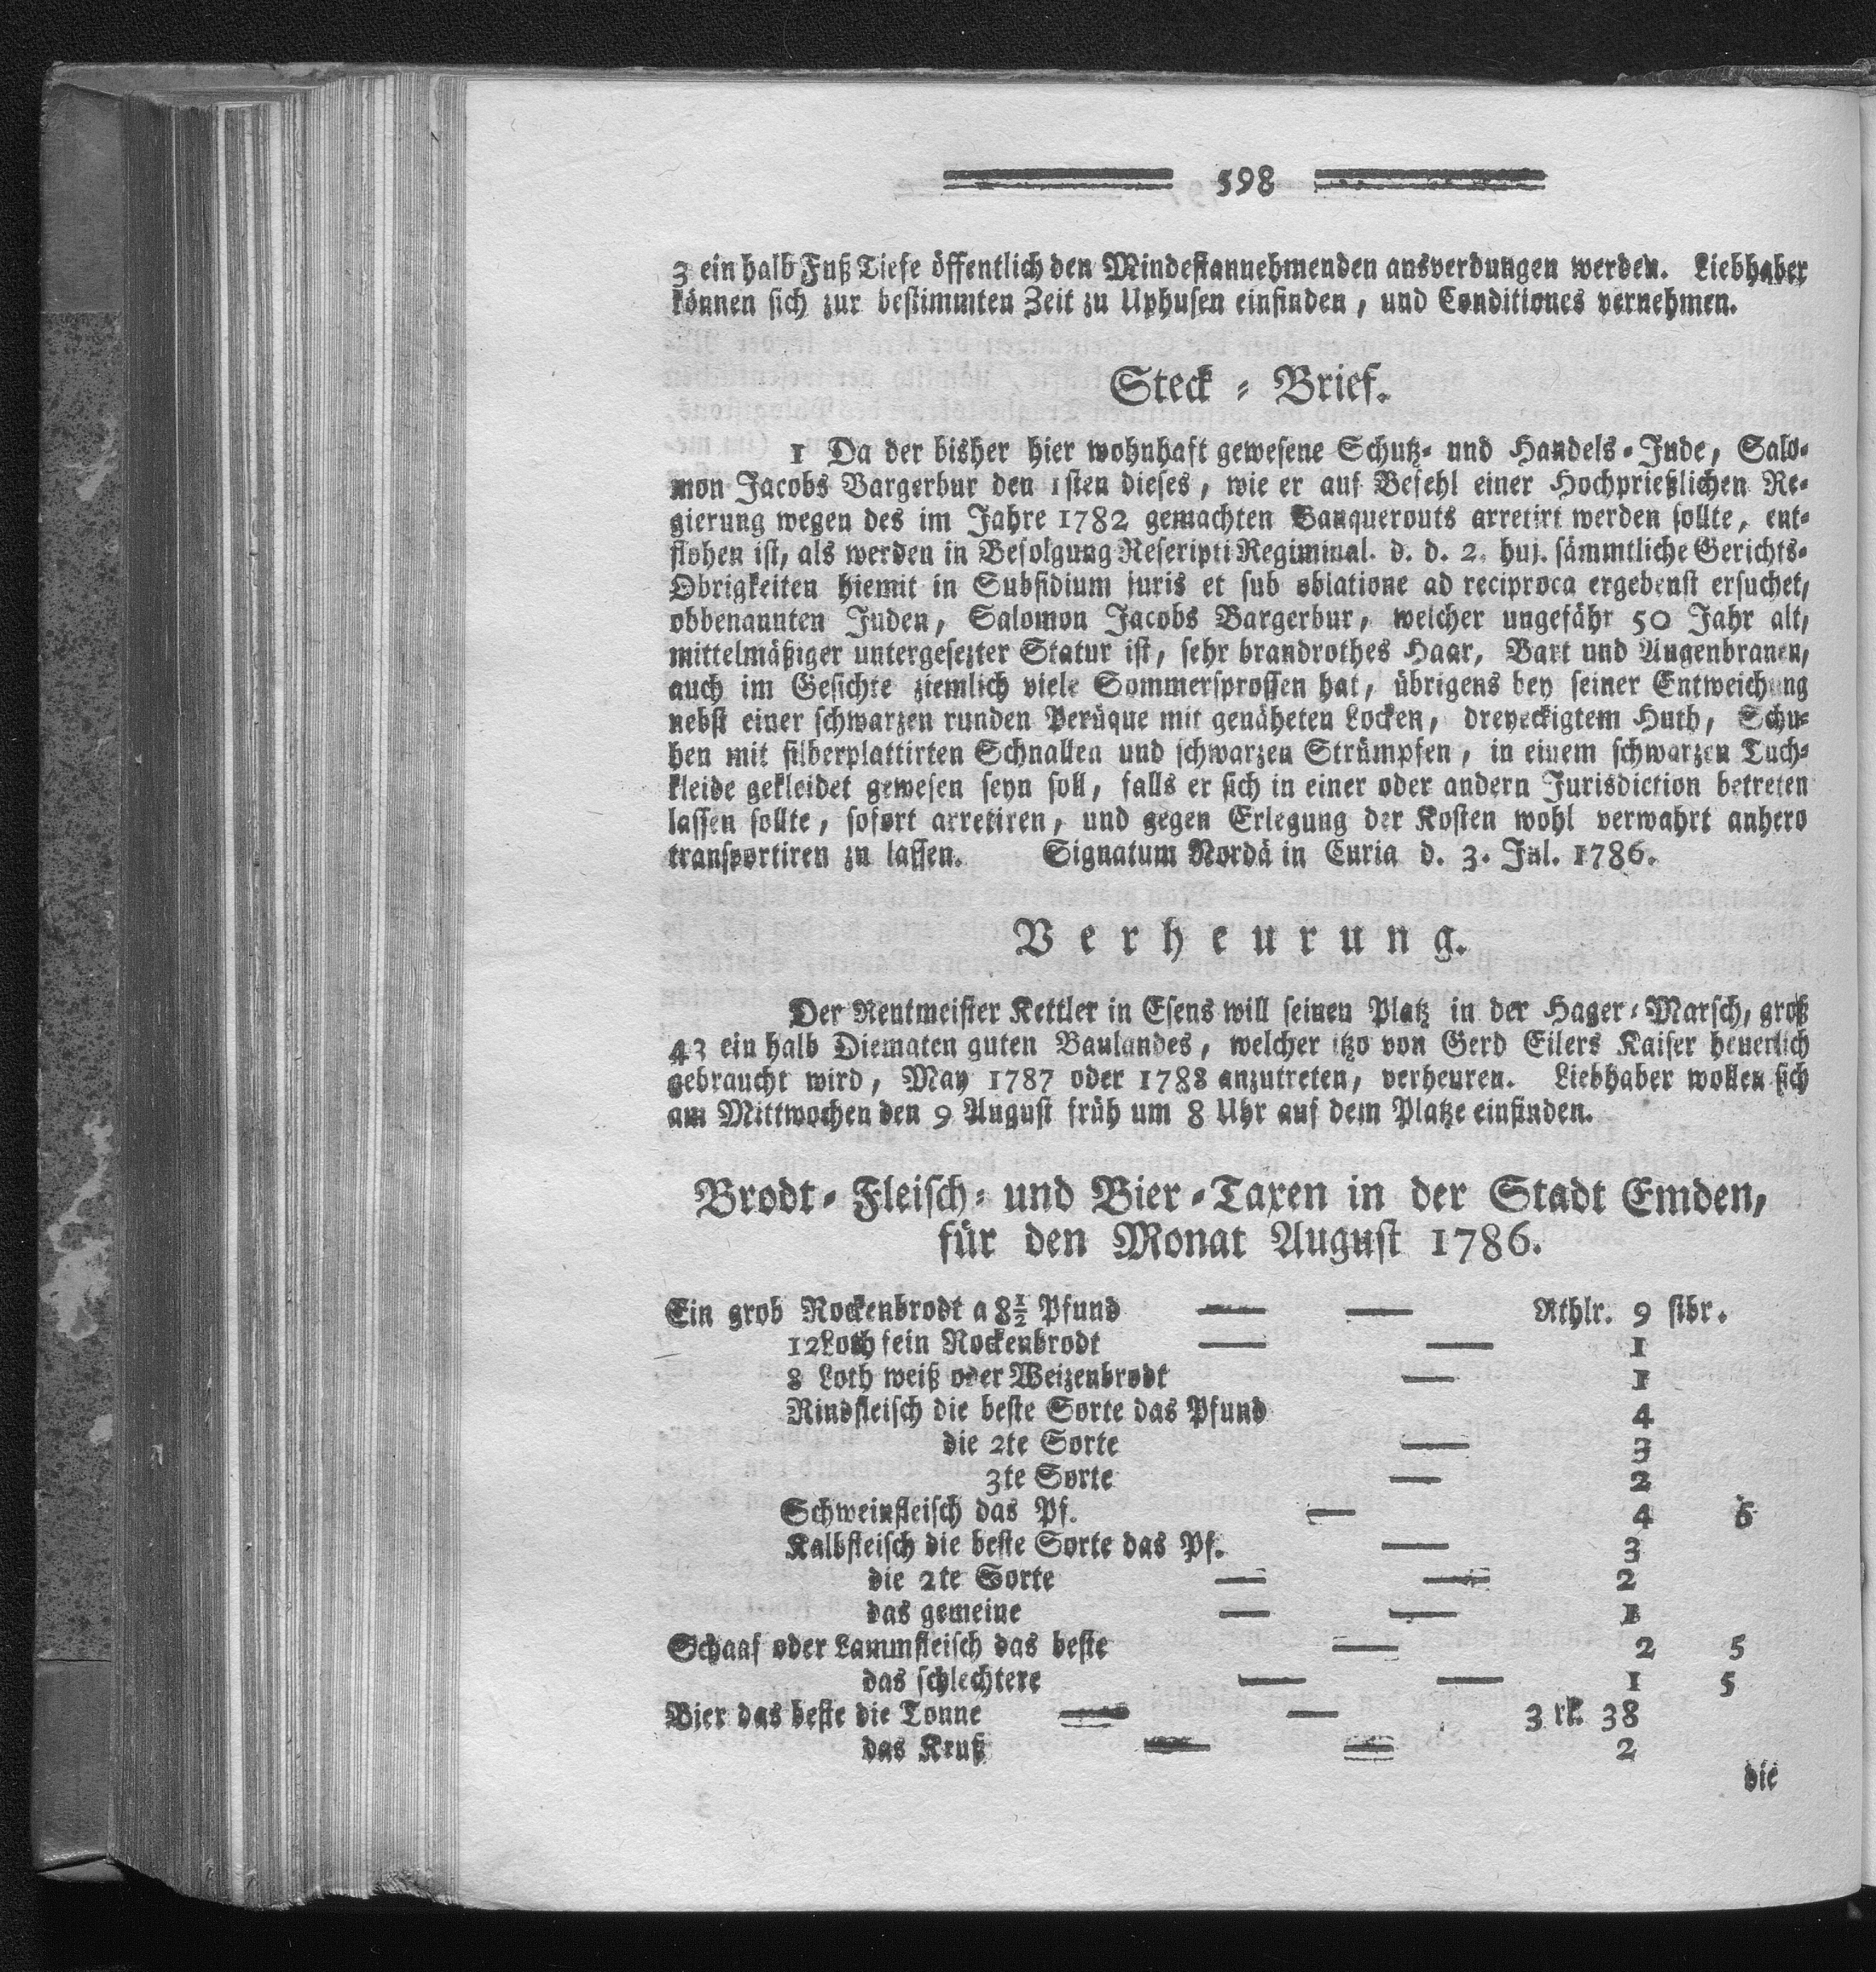 598
3 ein halb Fuß Tiefe öffentlich den Mindestannehmenden ausverdungen werden. Liebhaber
können sich zur bestimmten Zeit zu Uphusen einfinden, und Conditiones vernehmen.
Steck-Brief.
1 Da der bisher hier wohnhaft gewesene Schutz- und Handels-Jude, Salo-
mon Jacobs Bargerbur den 1sten dieses, wie er auf Befehl einer Hochprießlichen Re-
gierung wegen des im Jahre 1782 gemachten Banquerouts arretirt werden sollte, ent-
flohen ist, als werden in Befolgung Rescripti Regiminal. d. d. 2. huj. sämmtliche Gerichts-
Obrigkeiten hiemit in Subsidium juris et sub oblatione ad reciproca ergebenst ersuchet,
obbenannten Juden, Salomon Jacobs Bargerbur, welcher ungefähr 50 Jahr alt,
mittelmäßiger untergesezter Statur ist, sehr brandrothes Haar, Bart und Augenbranen,
auch im Gesichte ziemlich viele Sommersprossen hat, übrigens bey seiner Entweichung
nebst einer schwarzen runden Perüque mit genäheten Locken, dreyeckigtem Huth, Schu-
hen mit silberplattirten Schnallen und schwarzen Strümpfen, in einem schwarzen Tuch-
kleide gekleidet gewesen seyn soll, falls er sich in einer oder andern Jurisdiction betreten
lassen sollte, sofort arretiren, und gegen Erlegung der Kosten wohl verwahrt anhero
transportiren zu lassen. Signatum Nordä in Curia d. 3. Jul. 1786.
Verheurung.
Der Rentmeister Kettler in Esens will seinen Platz in der Hager-Marsch, groß
43 ein halb Diematen guten Baulandes, welcher itzo von Gerd Eilers Kaiser heuerlich
gebraucht wird, May 1787 oder 1788 anzutreten, verheuren. Liebhaber wollen sich
am Mittwochen den 9 August früh um 8 Uhr auf dem Platze einfinden.
Brodt- Fleisch- und Bier-Taxen in der Stadt Emden,
für den Monat August 1786.
Ein grob Rockenbrodt a 8½ Pfund — — Rthlr. 9 stbr.
12 Loth fein Rockenbrodt — — 1
8 Loth weiß oder Weizenbrodt — 1
Rindfleisch die beste Sorte das Pfund 4
die 2te Sorte — 3
3te Sorte — 2
Schweinfleisch das Pf. — 4 6
Kalbfleisch die beste Sorte das Pf. — 3
die 2te Sorte — — 2
das gemeine — — 1
Schaaf oder Lammfleisch das beste — 2 5
das schlechtere — — 1 5
Bier das beste die Tonne — — 3 rl. 38
das Kruß — — 2
die